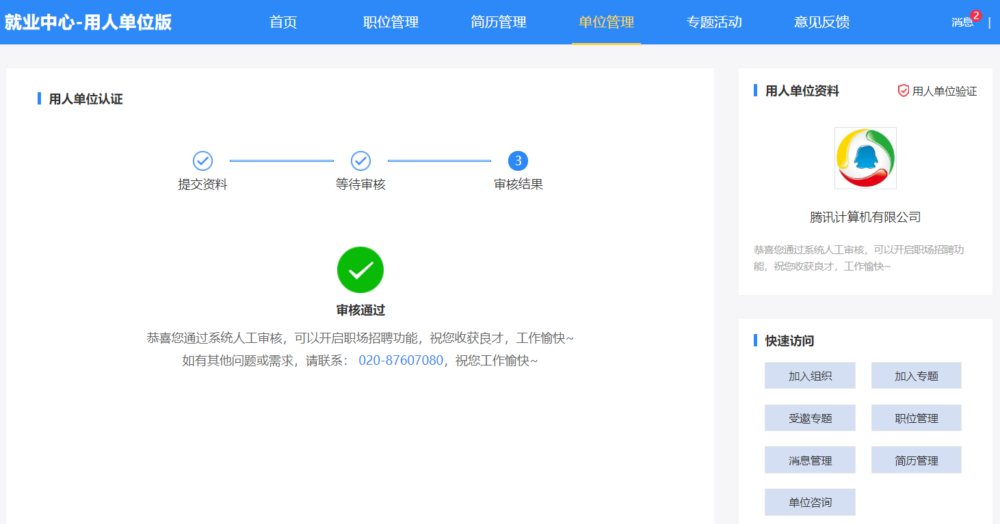 就业中心-用人单位版
首页
职位管理
简历管理
单位管理
专题活动
意见反馈
消息
2
|
用人单位认证
3
提交资料
等待审核
审核结果
审核通过
恭喜您通过系统人工审核，可以开启职场招聘功能，祝您收获良才，工作愉快~
如有其他问题或需求，请联系： 020-87607080，祝您工作愉快~
用人单位资料
用人单位验证
腾讯计算机有限公司
恭喜您通过系统人工审核，可以开启职场招聘功
能，祝您收获良才，工作愉快~
快速访问
加入组织
加入专题
受邀专题
职位管理
消息管理
简历管理
单位咨询